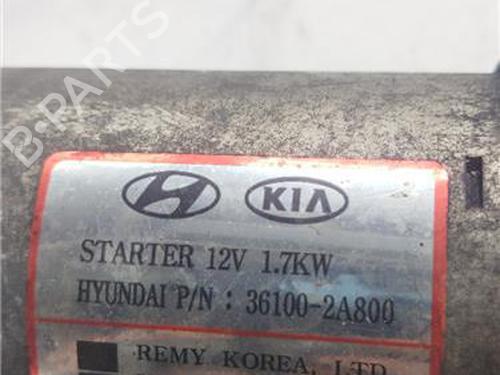 B-PARTS
KIA
STARTER 12V 1.7KW
HYUNDAI P/N : 36100-2A800
REMY KOREA, LTD